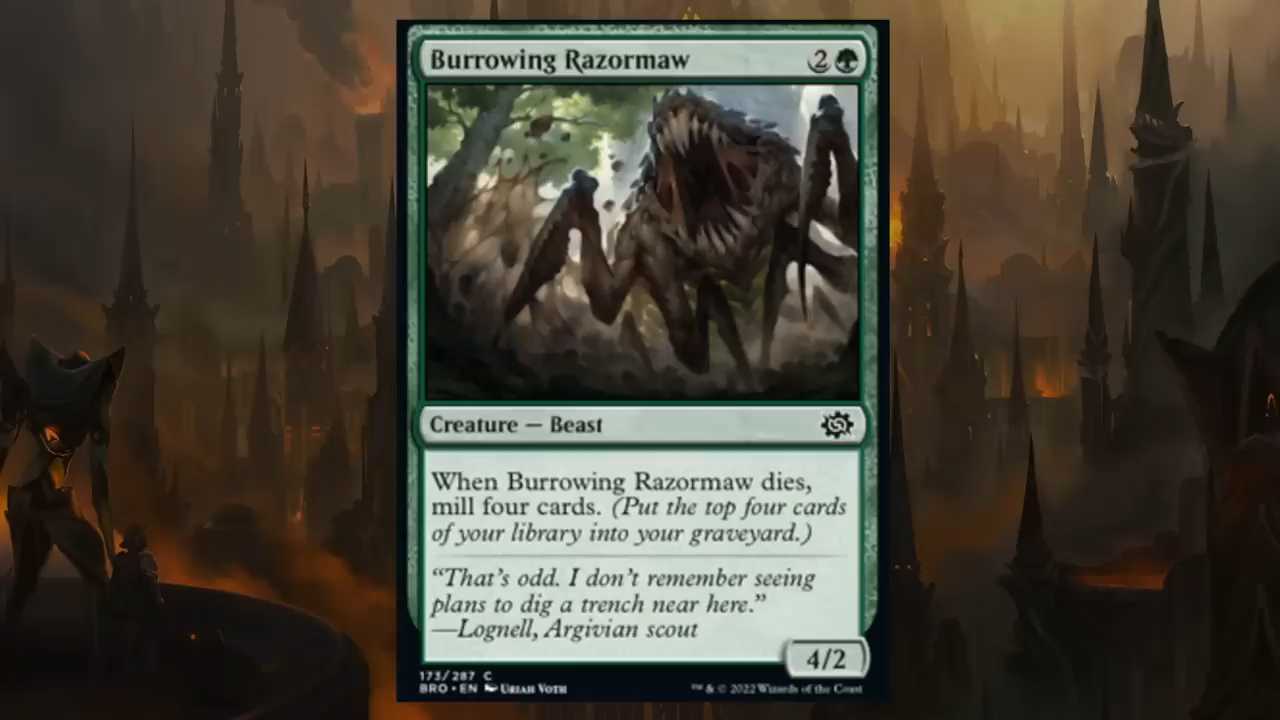 Burrowing Razormaw 2
Creature — Beast
When Burrowing Razormaw dies,
mill four cards. (Put the top four cards
of your library into your graveyard.)
"That's odd. I don't remember seeing
plans to dig a trench near here."
—Lognell, Argivian scout
4/2
173/287 C
BRO • EN Uriah Voth
™ & © 2022 Wizards of the Coast